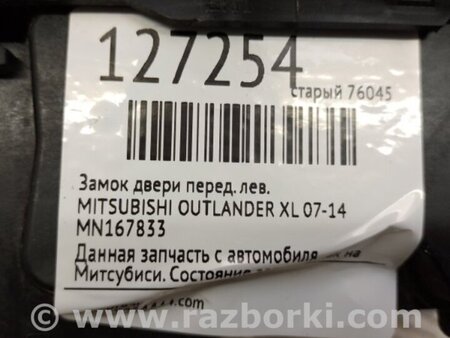 127254
старый 76045
Замок двери перед. лев.
MITSUBISHI OUTLANDER XL 07-14
MN167833
Данная запчасть с автомобиля на
Митсубиси. Состояние
.com
© www.razborki.com